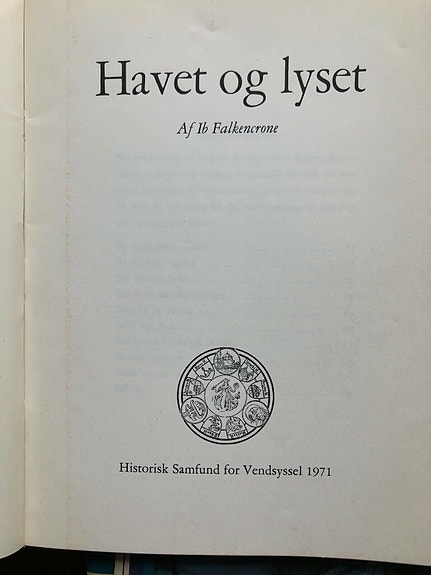 Havet og lyset
Af Ib Falkencrone
Historisk Samfund for Vendsyssel 1971